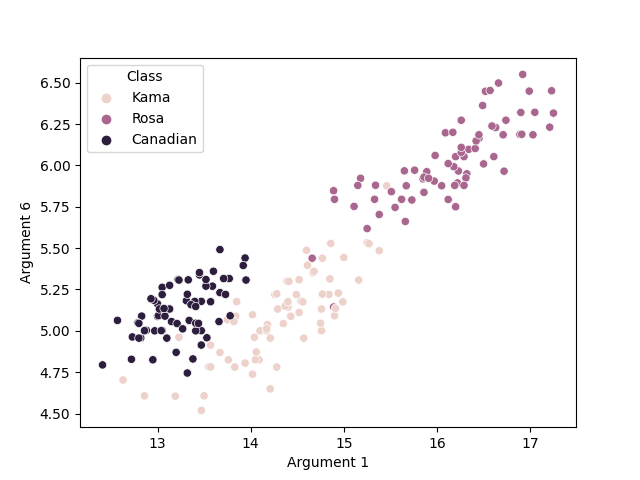 Class
Kama
Rosa
Canadian
6.50
6.25
6.00
5.75
5.50
5.25
5.00
4.75
4.50
Argument 6
13 14 15 16 17
Argument 1